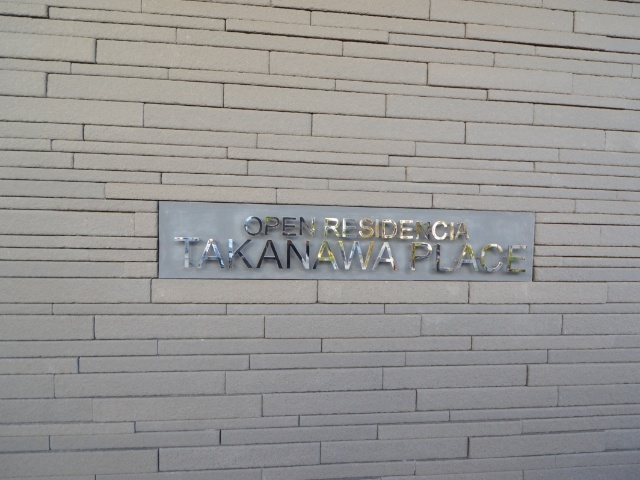 OPEN RESIDENCIA
TAKANAWA PLACE